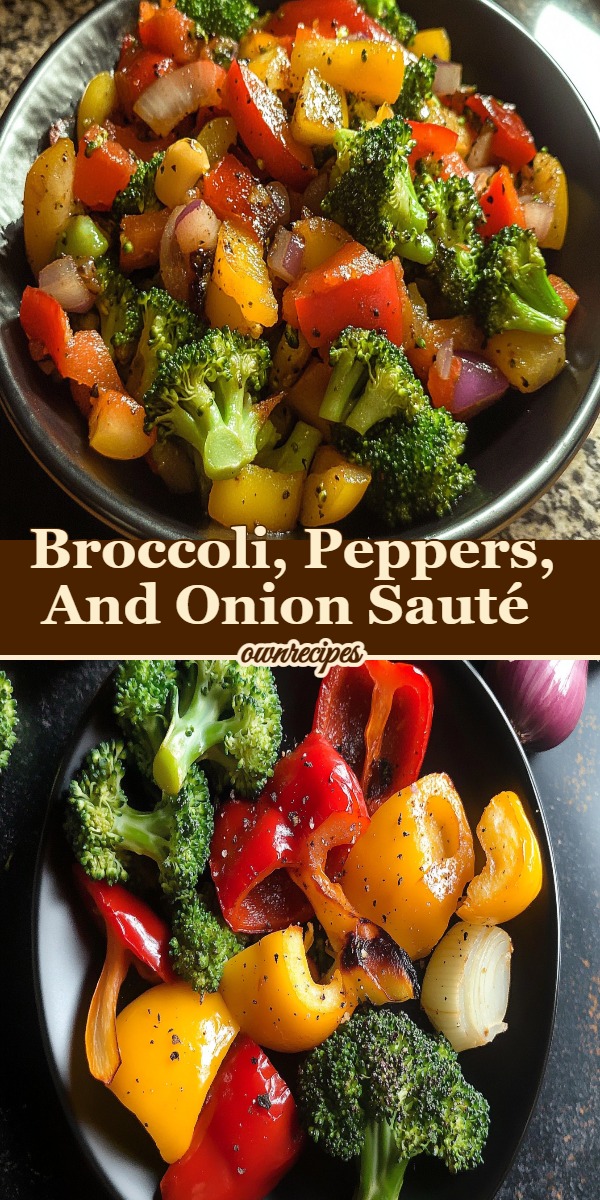 Broccoli, Peppers,
And Onion Sauté
ownrecipes